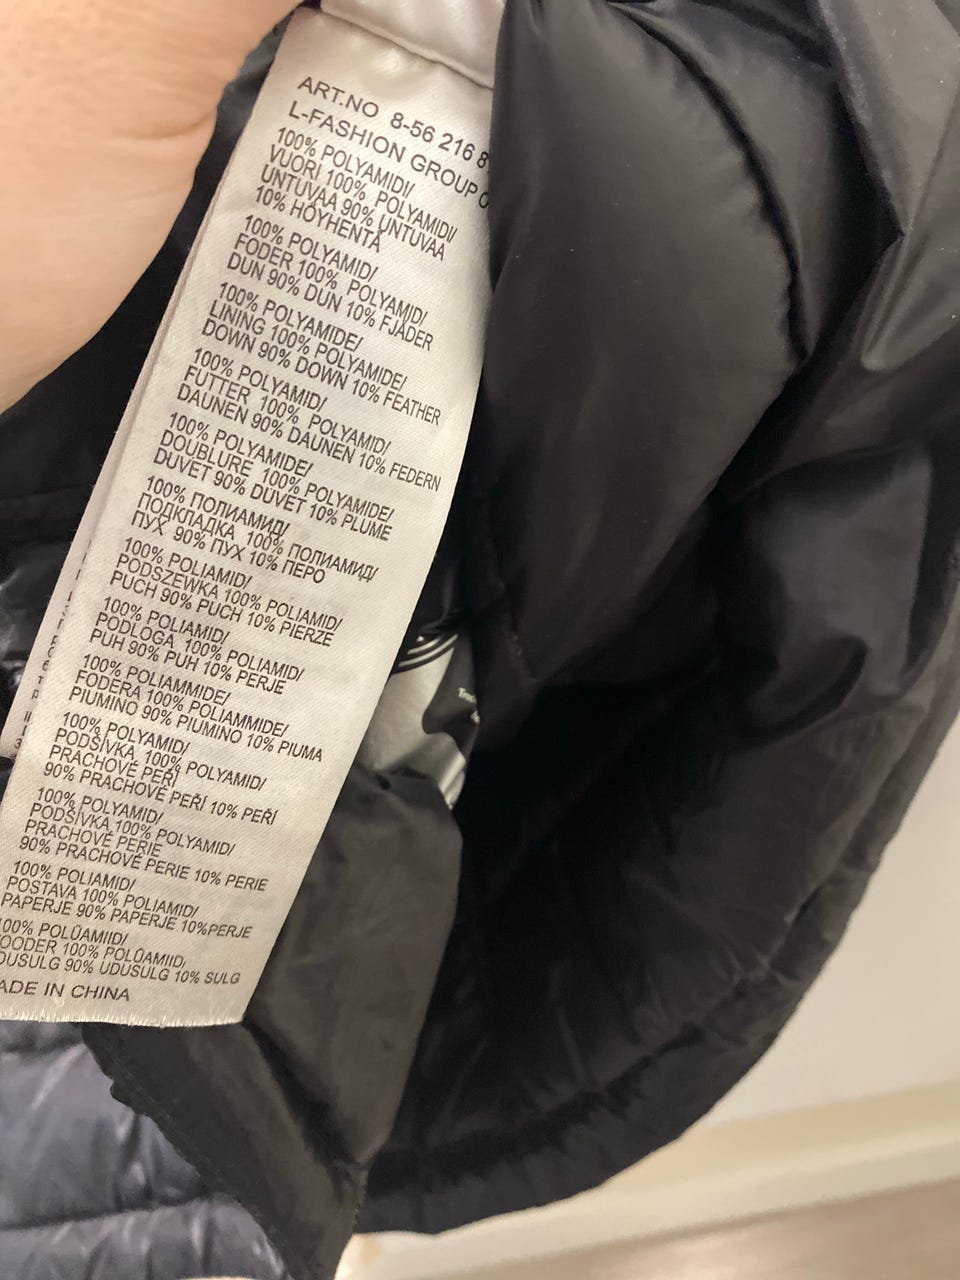 ART.NO 8-56 216 8
L-FASHION GROUP O
100% POLYAMIDI/
VUORI 100% POLYAMIDI/
UNTUVAA 90% UNTUVAA
10% HÖYHENTÄ
100% POLYAMID/
FODER 100% POLYAMID/
DUN 90% DUN 10% FJÄDER
100% POLYAMIDE/
LINING 100% POLYAMIDE/
DOWN 90% DOWN 10% FEATHER
100% POLYAMID/
FUTTER 100% POLYAMID/
DAUNEN 90% DAUNEN 10% FEDERN
100% POLYAMIDE/
DOUBLURE 100% POLYAMIDE/
DUVET 90% DUVET 10% PLUME
100% ПОЛИАМИД/
ПОДКЛАДКА 100% ПОЛИАМИД/
ПУХ 90% ПУХ 10% ПЕРО
100% POLIAMID/
PODSZEWKA 100% POLIAMID/
PUCH 90% PUCH 10% PIERZE
100% POLIAMID/
PODLOGA 100% POLIAMID/
PUH 90% PUH 10% PERJE
100% POLIAMMIDE/
FODERA 100% POLIAMMIDE/
PIUMINO 90% PIUMINO 10% PIUMA
100% POLYAMID/
PODŠÍVKA 100% POLYAMID/
PRACHOVÉ PEŘÍ
90% PRACHOVÉ PEŘÍ 10% PEŘÍ
100% POLYAMID/
PODŠÍVKA 100% POLYAMID/
PRACHOVÉ PERIE
90% PRACHOVÉ PERIE 10% PERIE
100% POLIAMID/
POSTAVA 100% POLIAMID/
PAPERJE 90% PAPERJE 10%PERJE
100% POLÜAMIID/
OODER 100% POLÜAMIID,
DUSULG 90% UDUSULG 10% SULG
ADE IN CHINA